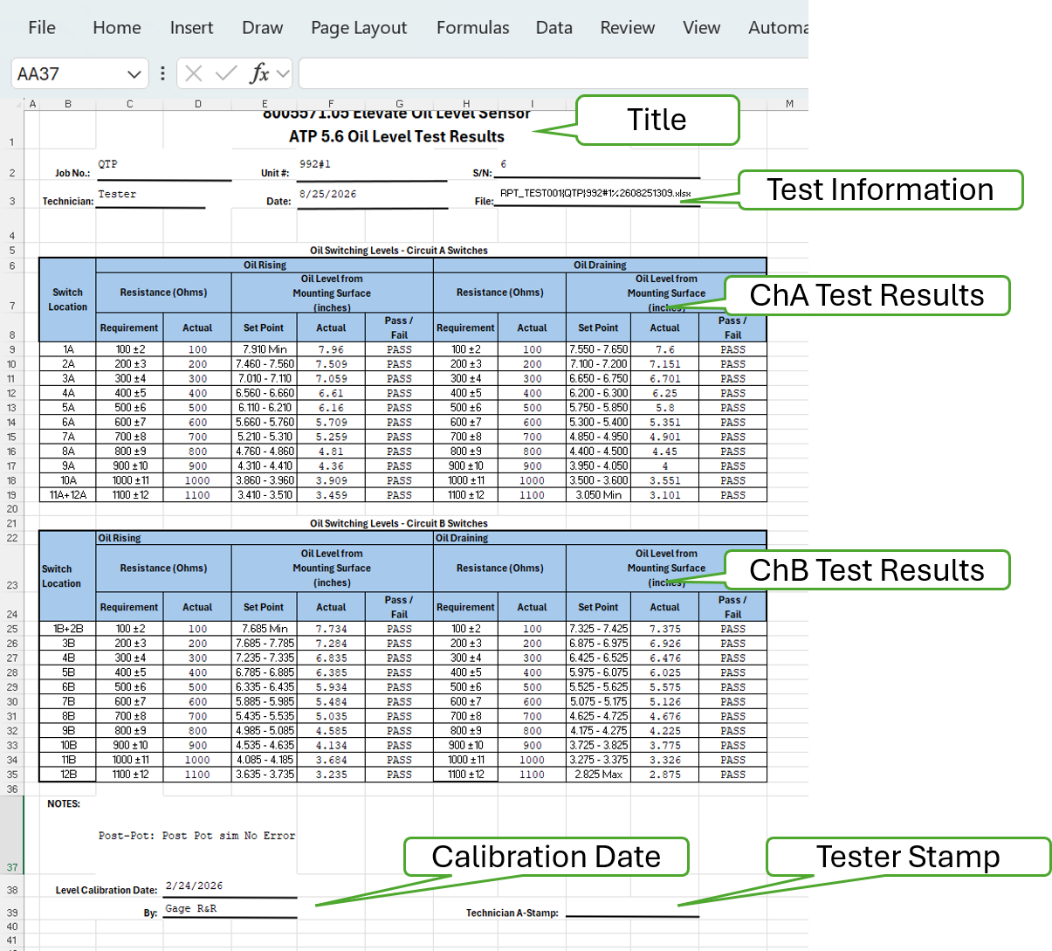 File Home Insert Draw Page Layout Formulas Data Review View Automa
AA37 fx
A B C D E F G H I J K L M
8005571.05 Elevate Oil Level Sensor
ATP 5.6 Oil Level Test Results
Title
Job No.: QTP Unit #: 992#1 S/N: 6
Technician: Tester Date: 8/25/2026 File: RPT_TEST001
Test Information
Oil Switching Levels - Circuit A Switches
Switch Location Oil Rising Oil Draining
Resistance (Ohms) Oil Level from Mounting Surface (inches) Resistance (Ohms) Oil Level from Mounting Surface (inches)
ChA Test Results
Requirement Actual Set Point Actual Pass / Fail Requirement Actual Set Point Actual Pass / Fail
9 1A 100 ±2 100 7.910 Min 7.96 PASS 100 ±2 100 7.550 - 7.650 7.6 PASS
10 2A 200 ±3 200 7.460 - 7.560 7.509 PASS 200 ±3 200 7.100 - 7.200 7.151 PASS
11 3A 300 ±4 300 7.010 - 7.110 7.059 PASS 300 ±4 300 6.650 - 6.750 6.701 PASS
12 4A 400 ±5 400 6.560 - 6.660 6.61 PASS 400 ±5 400 6.200 - 6.300 6.25 PASS
13 5A 500 ±6 500 6.110 - 6.210 6.16 PASS 500 ±6 500 5.750 - 5.850 5.8 PASS
14 6A 600 ±7 600 5.660 - 5.760 5.709 PASS 600 ±7 600 5.300 - 5.400 5.351 PASS
15 7A 700 ±8 700 5.210 - 5.310 5.259 PASS 700 ±8 700 4.850 - 4.950 4.901 PASS
16 8A 800 ±9 800 4.760 - 4.860 4.81 PASS 800 ±9 800 4.400 - 4.500 4.45 PASS
17 9A 900 ±10 900 4.310 - 4.410 4.36 PASS 900 ±10 900 3.950 - 4.050 4 PASS
18 10A 1000 ±11 1000 3.860 - 3.960 3.909 PASS 1000 ±11 1000 3.500 - 3.600 3.551 PASS
19 11A+12A 1100 ±12 1100 3.410 - 3.510 3.459 PASS 1100 ±12 1100 3.050 Min 3.101 PASS
Oil Switching Levels - Circuit B Switches
Switch Location Oil Rising Oil Draining
Resistance (Ohms) Oil Level from Mounting Surface (inches) Resistance (Ohms) Oil Level from Mounting Surface (inches)
ChB Test Results
Requirement Actual Set Point Actual Pass / Fail Requirement Actual Set Point Actual Pass / Fail
25 1B+2B 100 ±2 100 7.685 Min 7.734 PASS 100 ±2 100 7.325 - 7.425 7.375 PASS
26 3B 200 ±3 200 7.685 - 7.785 7.284 PASS 200 ±3 200 6.875 - 6.975 6.926 PASS
27 4B 300 ±4 300 7.235 - 7.335 6.835 PASS 300 ±4 300 6.425 - 6.525 6.476 PASS
28 5B 400 ±5 400 6.785 - 6.885 6.385 PASS 400 ±5 400 5.975 - 6.075 6.025 PASS
29 6B 500 ±6 500 6.335 - 6.435 5.934 PASS 500 ±6 500 5.525 - 5.625 5.575 PASS
30 7B 600 ±7 600 5.885 - 5.985 5.484 PASS 600 ±7 600 5.075 - 5.175 5.126 PASS
31 8B 700 ±8 700 5.435 - 5.535 5.035 PASS 700 ±8 700 4.625 - 4.725 4.676 PASS
32 9B 800 ±9 800 4.985 - 5.085 4.585 PASS 800 ±9 800 4.175 - 4.275 4.225 PASS
33 10B 900 ±10 900 4.535 - 4.635 4.134 PASS 900 ±10 900 3.725 - 3.825 3.775 PASS
34 11B 1000 ±11 1000 4.085 - 4.185 3.684 PASS 1000 ±11 1000 3.275 - 3.375 3.326 PASS
35 12B 1100 ±12 1100 3.635 - 3.735 3.235 PASS 1100 ±12 1100 2.825 Max 2.875 PASS
NOTES:
Post-Pot: Post Pot sim No Error
Calibration Date Tester Stamp
Level Calibration Date: 2/24/2026
By: Gage R&R Technician A-Stamp: